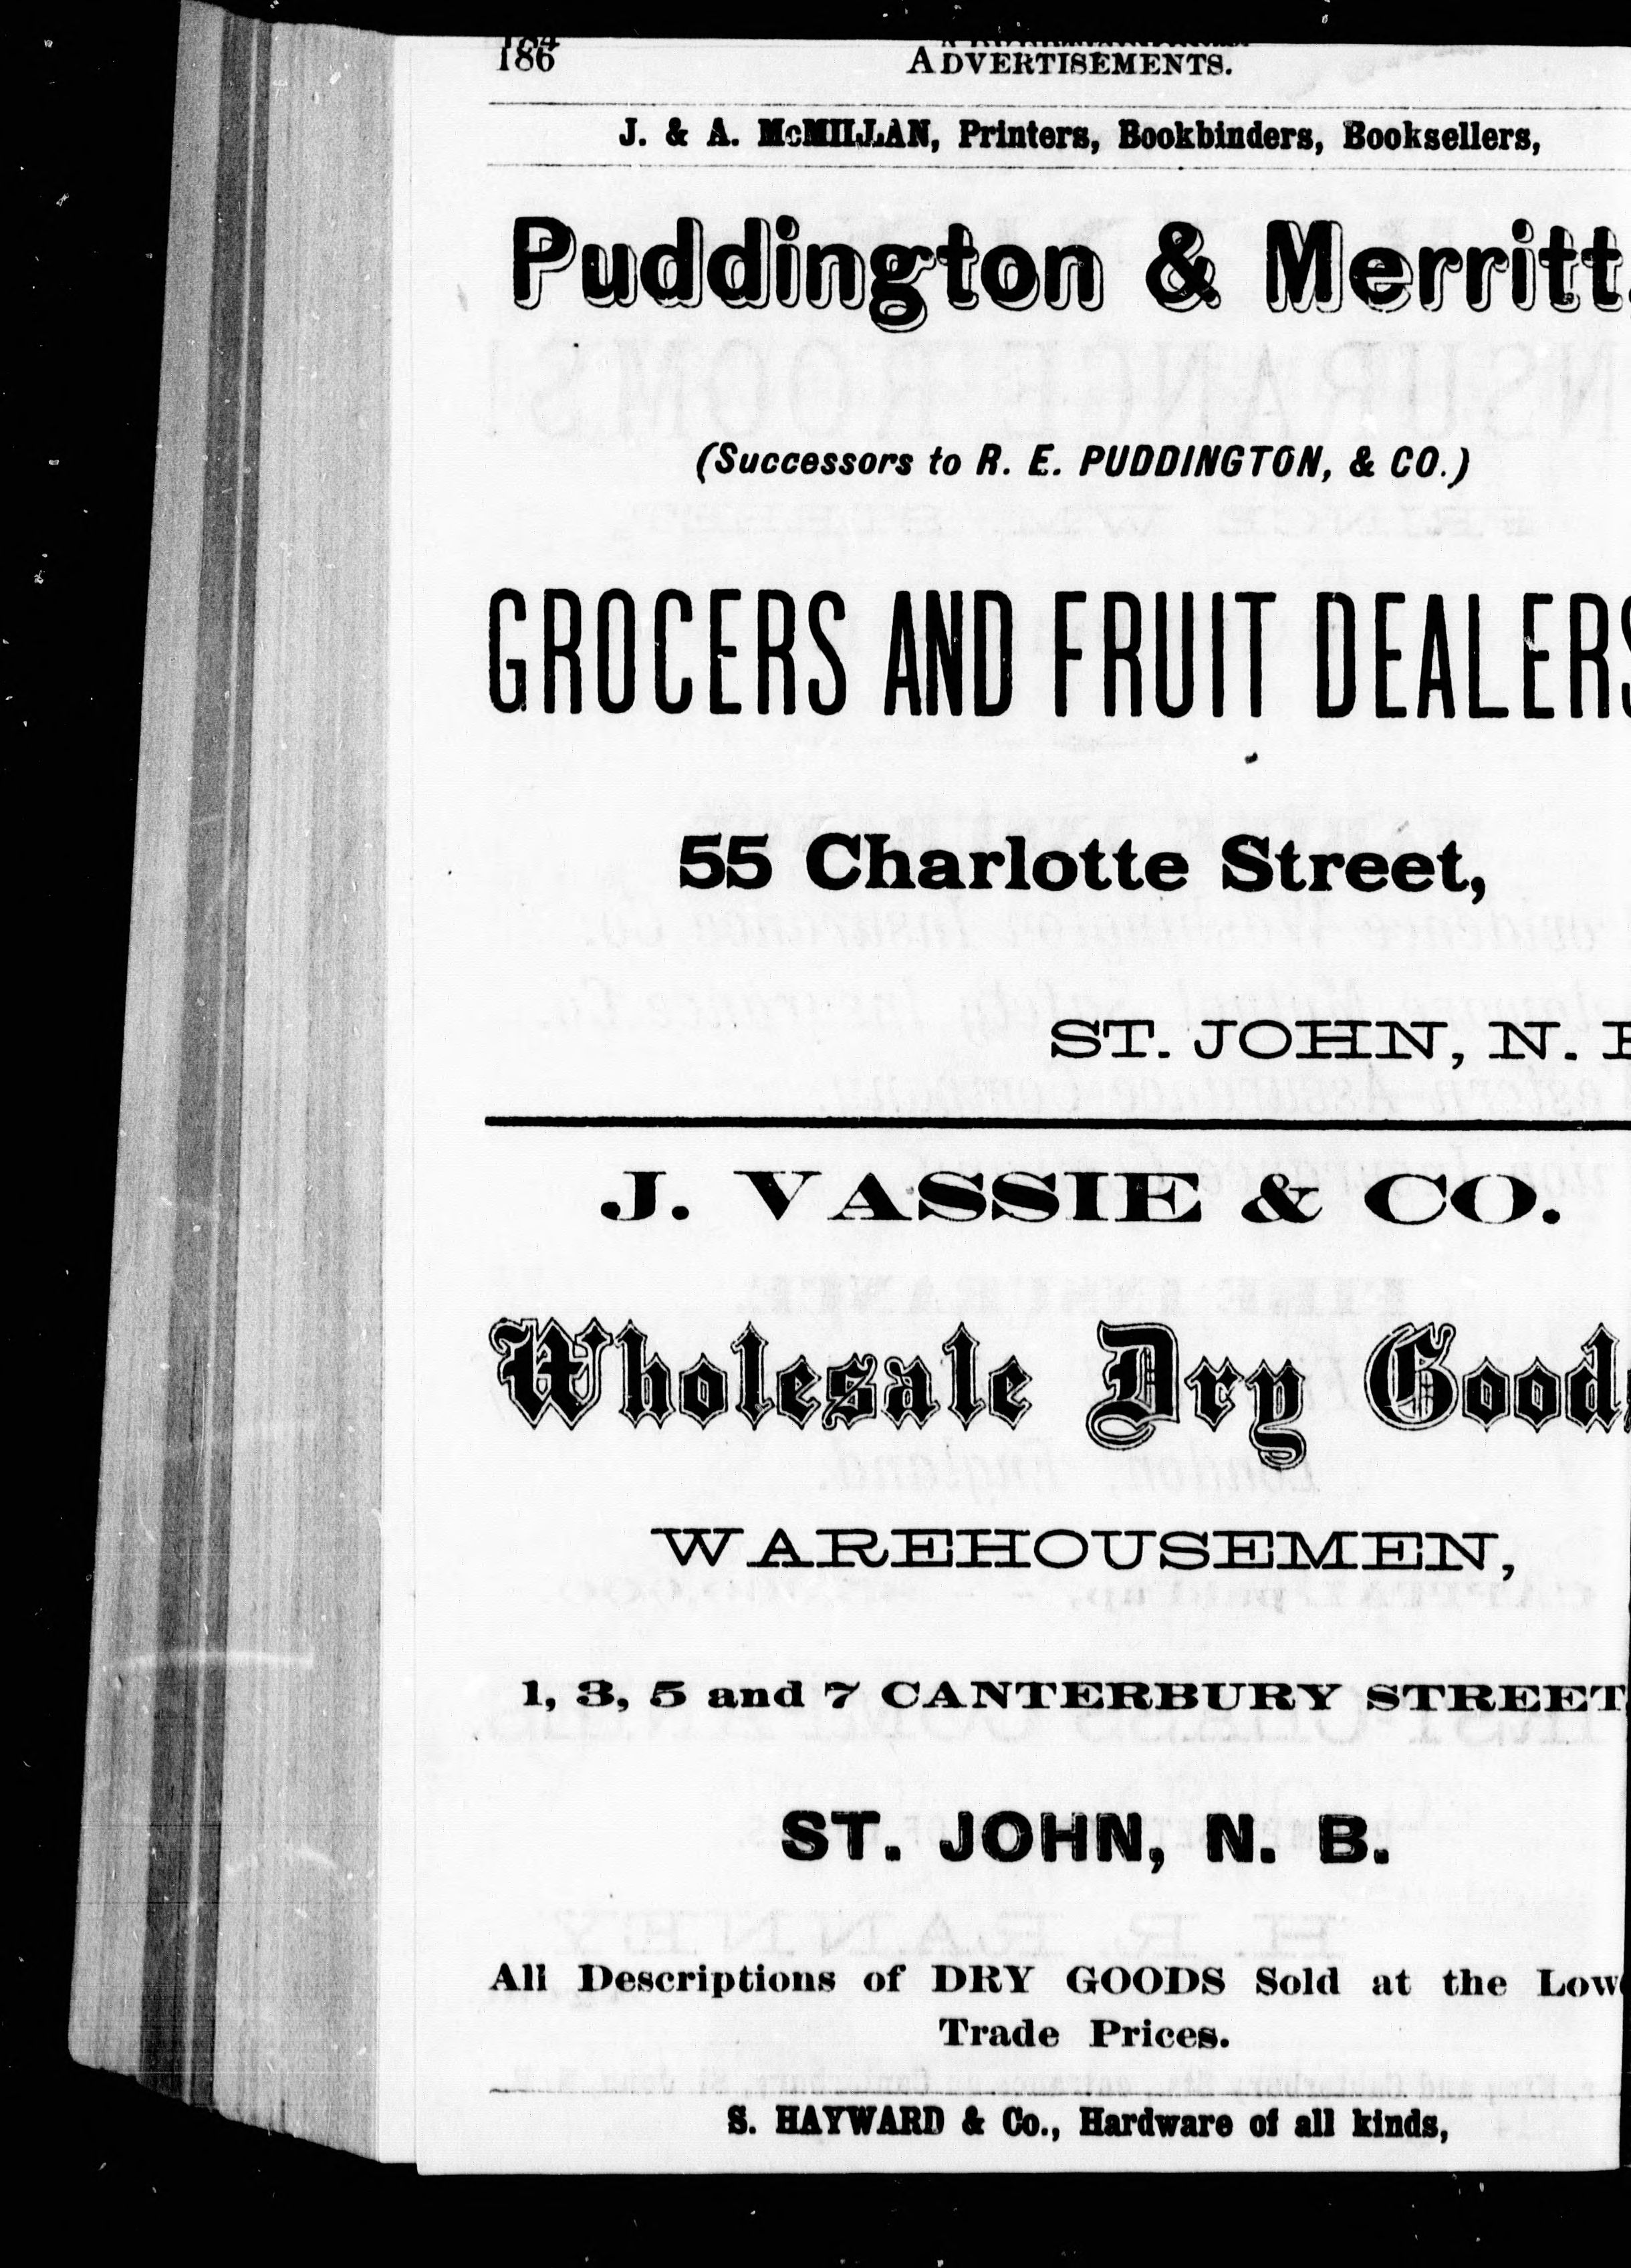 186
ADVERTISEMENTS.
J. & A. McMILLAN, Printers, Bookbinders, Booksellers,
Puddington & Merritt.
(Successors to R. E. PUDDINGTON, & CO.)
GROCERS AND FRUIT DEALERS
55 Charlotte Street,
ST. JOHN, N.
J. VASSIE & CO.
Wholesale Dry Goods
WAREHOUSEMEN,
1, 3, 5 and 7 CANTERBURY STREET
ST. JOHN, N. B.
All Descriptions of DRY GOODS Sold at the Low
Trade Prices.
S. HAYWARD & Co., Hardware of all kinds,